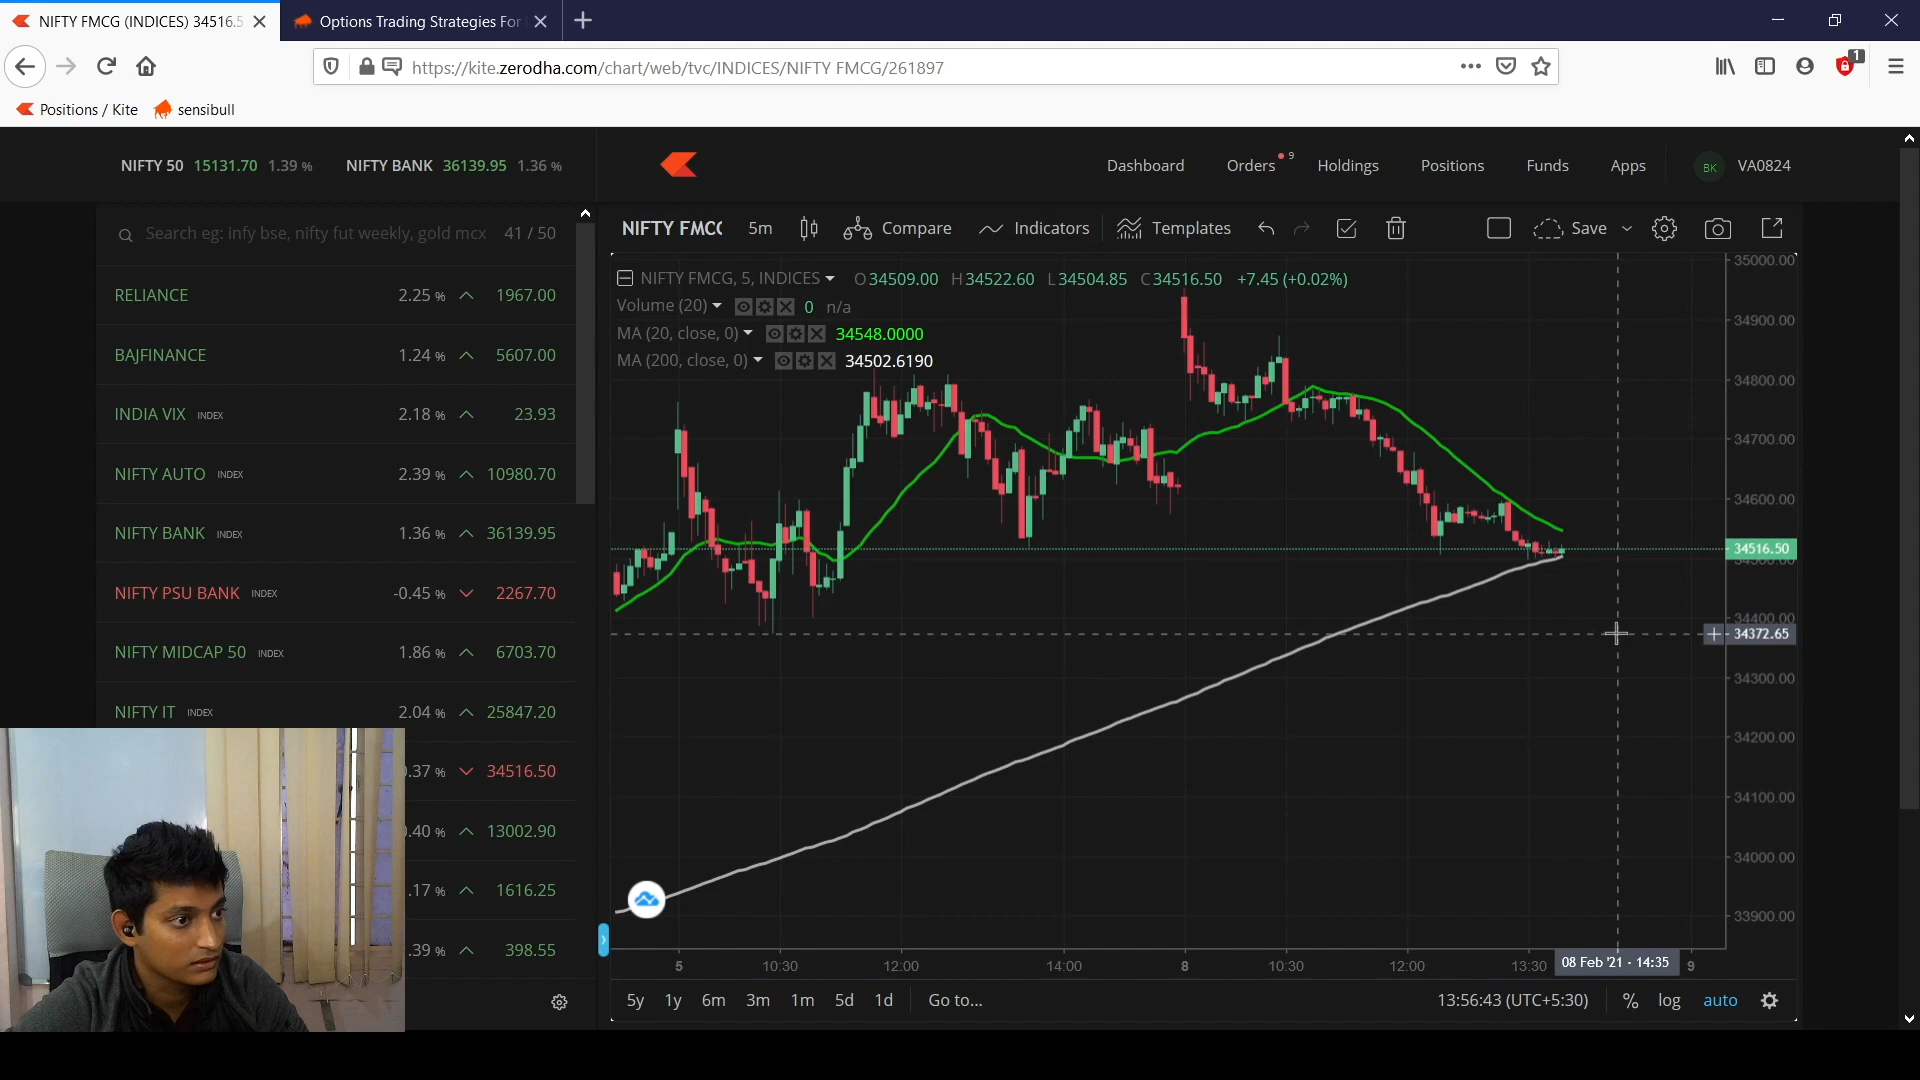 NIFTY FMCG (INDICES) 34516.5
Options Trading Strategies For
https://kite.zerodha.com/chart/web/tvc/INDICES/NIFTY FMCG/261897
1
Positions / Kite sensibull
NIFTY 50 15131.70 1.39 % NIFTY BANK 36139.95 1.36 %
Dashboard Orders 9 Holdings Positions Funds Apps BK VA0824
Search eg: infy bse, nifty fut weekly, gold mcx 41 / 50
RELIANCE 2.25 % 1967.00
BAJFINANCE 1.24 % 5607.00
INDIA VIX INDEX 2.18 % 23.93
NIFTY AUTO INDEX 2.39 % 10980.70
NIFTY BANK INDEX 1.36 % 36139.95
NIFTY PSU BANK INDEX -0.45 % 2267.70
NIFTY MIDCAP 50 INDEX 1.86 % 6703.70
NIFTY IT INDEX 2.04 % 25847.20
.37 % 34516.50
.40 % 13002.90
.17 % 1616.25
.39 % 398.55
NIFTY FMCG 5m Compare Indicators Templates Save
NIFTY FMCG, 5, INDICES O34509.00 H34522.60 L34504.85 C34516.50 +7.45 (+0.02%)
Volume (20) 0 n/a
MA (20, close, 0) 34548.0000
MA (200, close, 0) 34502.6190
35000.00
34900.00
34800.00
34700.00
34600.00
34516.50
34500.00
34400.00
34372.65
34300.00
34200.00
34100.00
34000.00
33900.00
5 10:30 12:00 14:00 8 10:30 12:00 13:30 08 Feb '21 - 14:35 9
5y 1y 6m 3m 1m 5d 1d Go to... 13:56:43 (UTC+5:30) % log auto